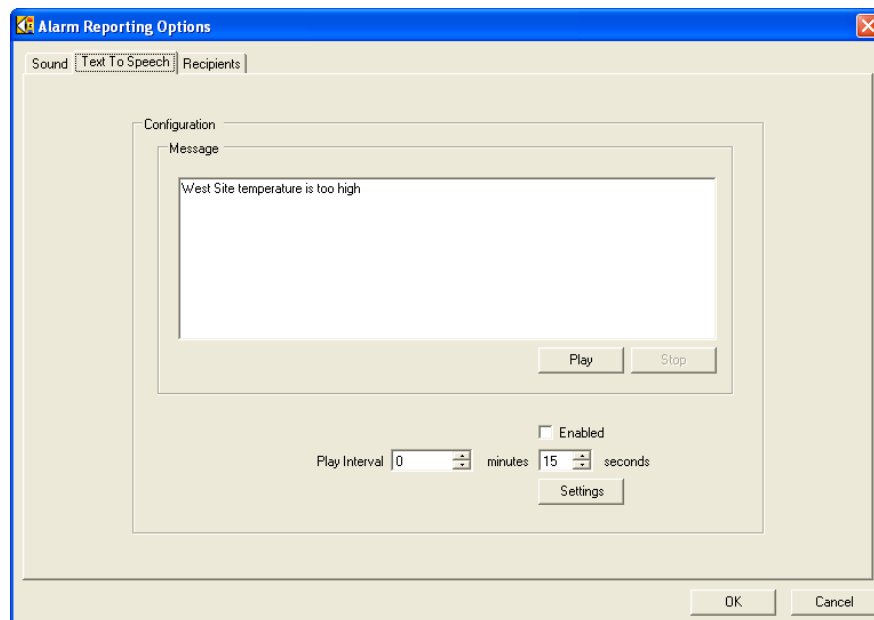 Alarm Reporting Options
Sound Text To Speech Recipients
Configuration
Message
West Site temperature is too high
Play Stop
Enabled
Play Interval 0 minutes 15 seconds
Settings
OK Cancel